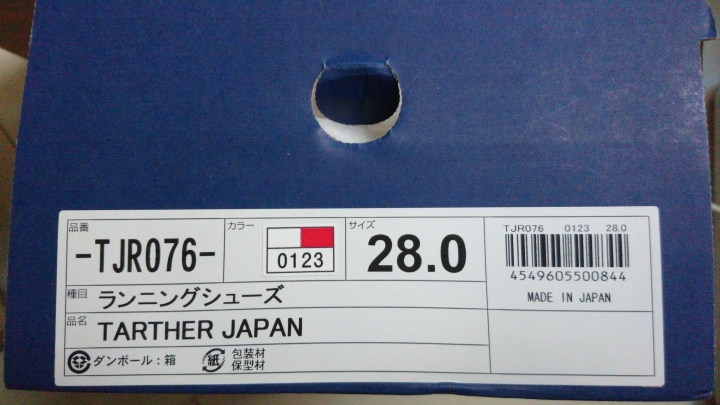 品番
-TJR076-
カラー
0123
サイズ
28.0
TJR076 0123 28.0
4549605500844
MADE IN JAPAN
種目
ランニングシューズ
品名
TARTHER JAPAN
ダンボール：箱
紙
包装材
保型材